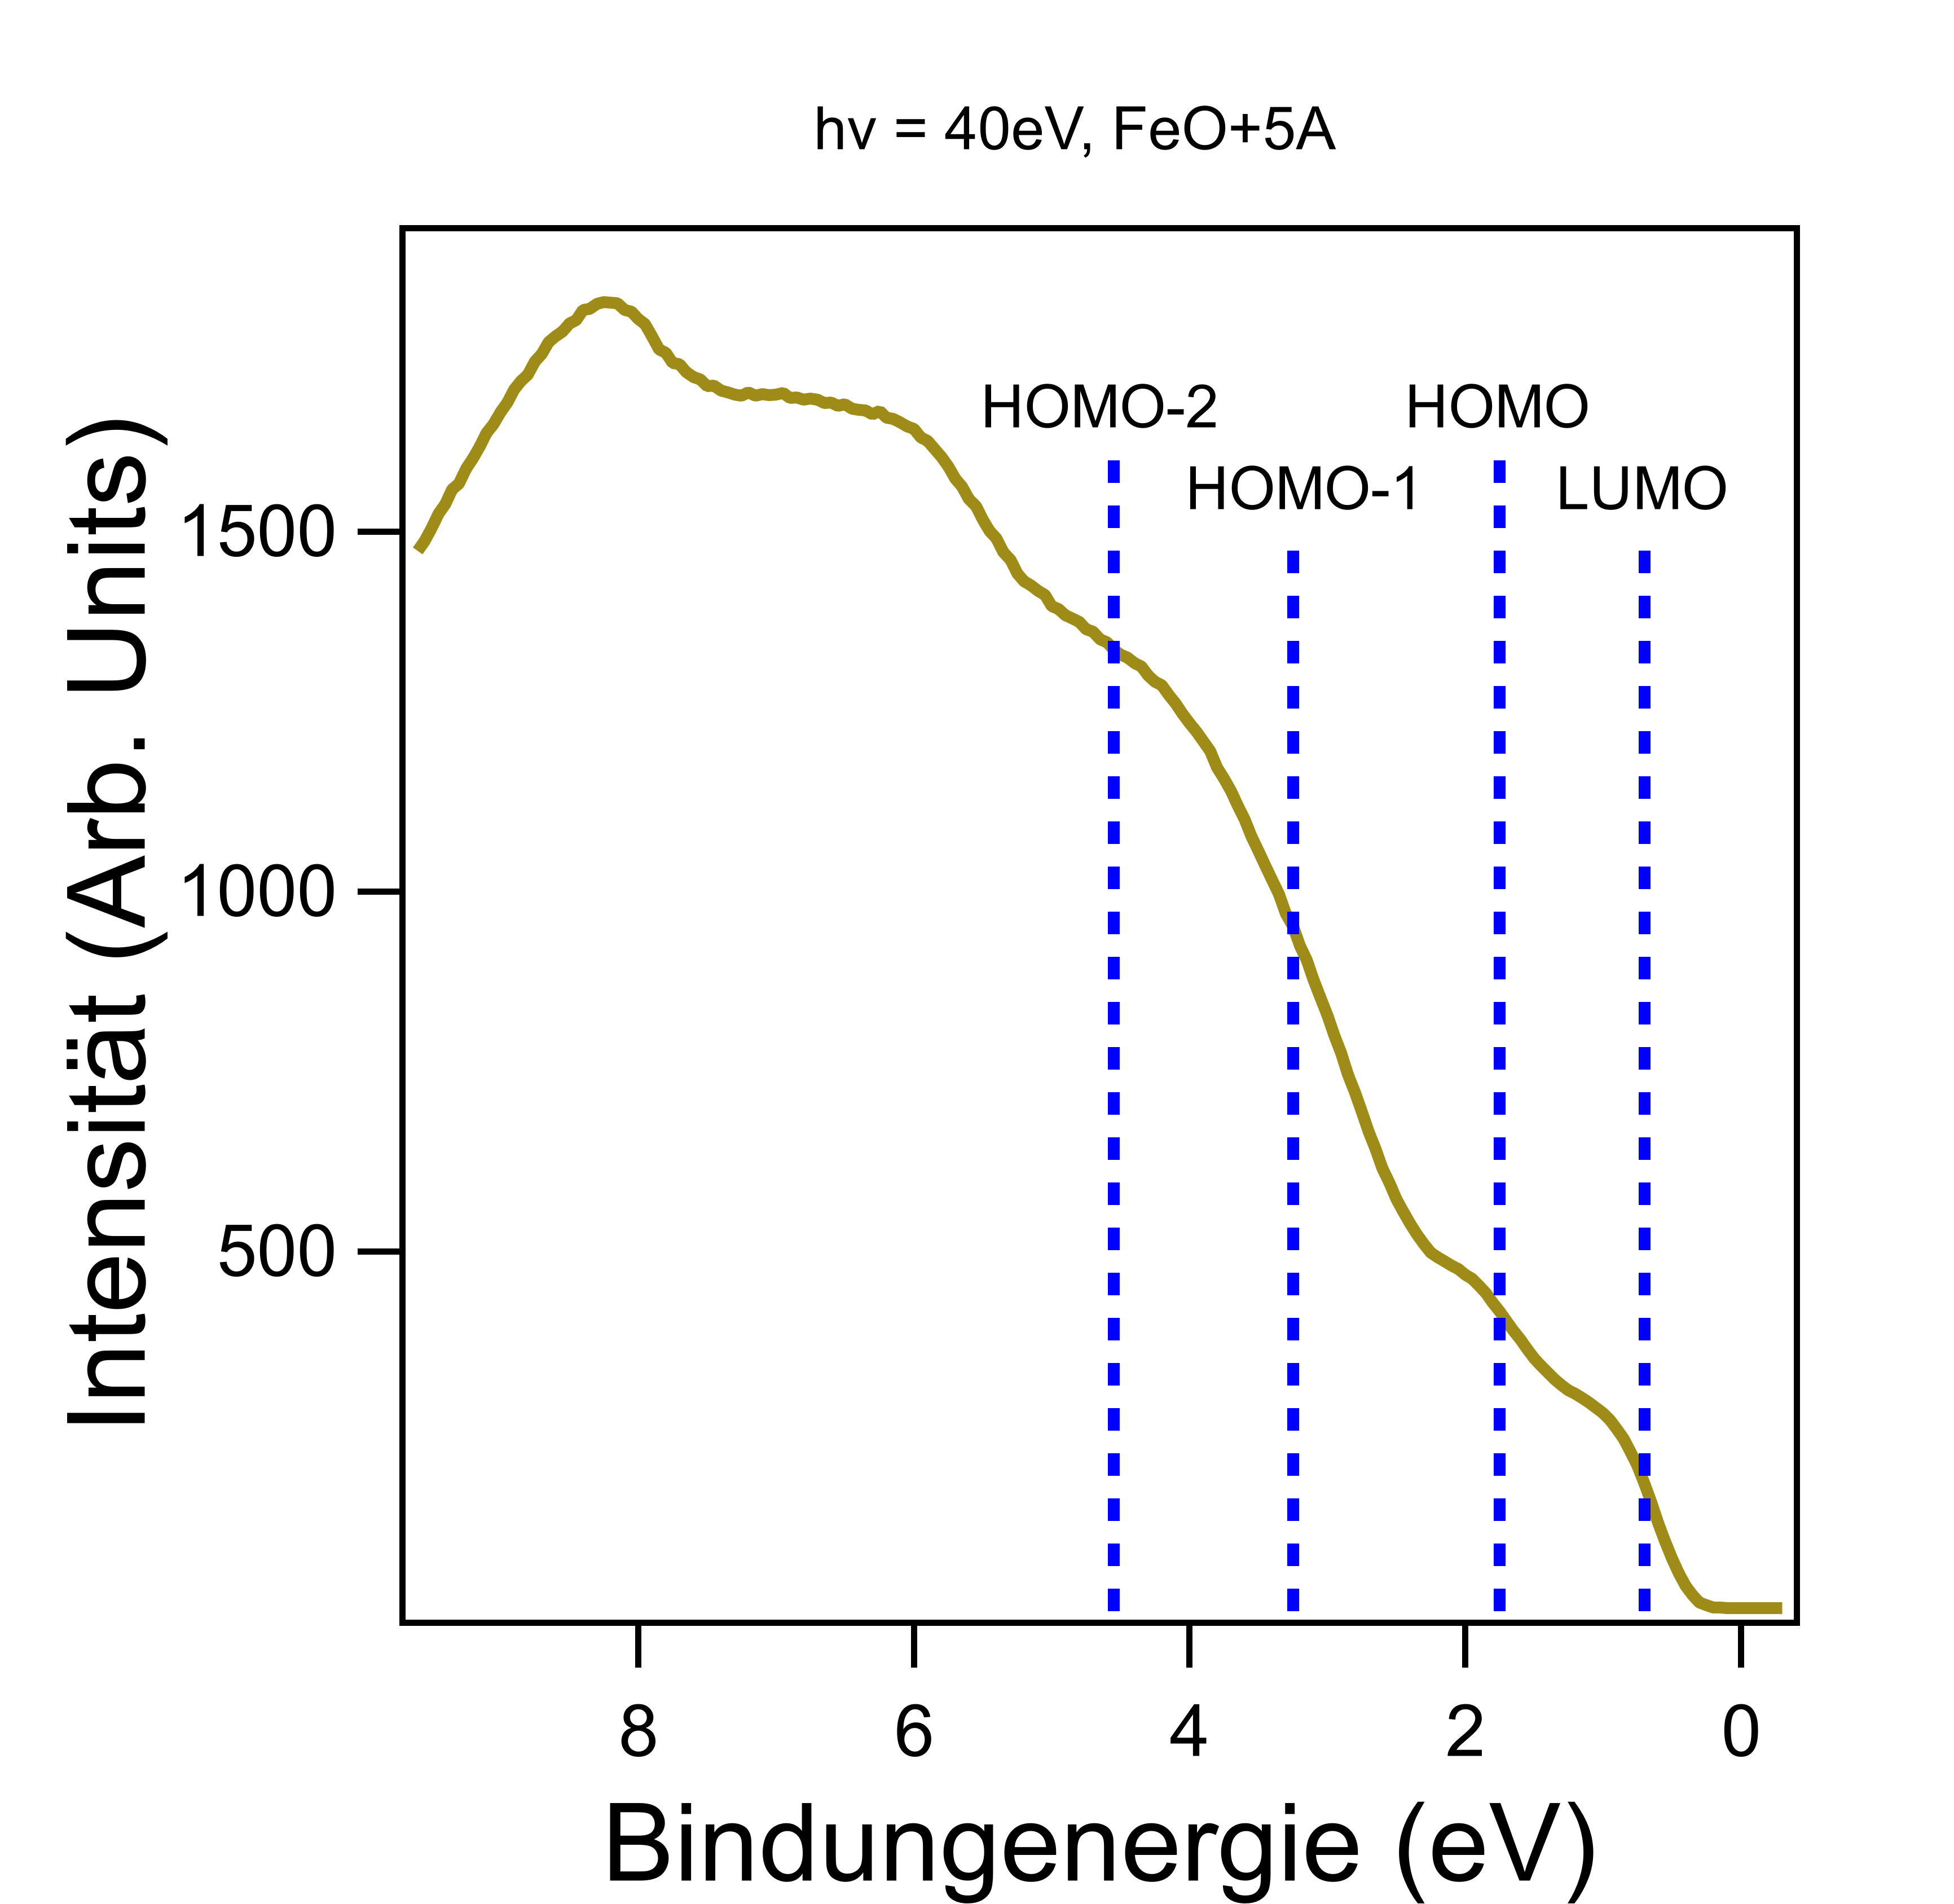 hν = 40eV, FeO+5A
HOMO-2
HOMO
HOMO-1
LUMO
Intensität (Arb. Units)
1500
1000
500
8 6 4 2 0
Bindungenergie (eV)